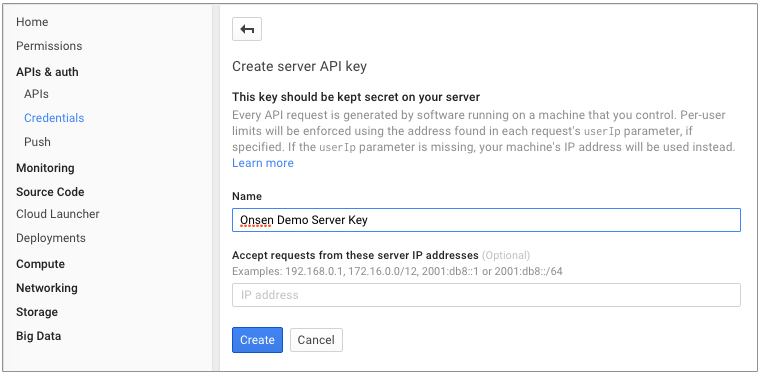 Home
Permissions
APIs & auth
APIs
Credentials
Push
Monitoring
Source Code
Cloud Launcher
Deployments
Compute
Networking
Storage
Big Data
Create server API key
This key should be kept secret on your server
Every API request is generated by software running on a machine that you control. Per-user
limits will be enforced using the address found in each request's userIp parameter, if
specified. If the userIp parameter is missing, your machine's IP address will be used instead.
Learn more
Name
Onsen Demo Server Key
Accept requests from these server IP addresses (Optional)
Examples: 192.168.0.1, 172.16.0.0/12, 2001:db8::1 or 2001:db8::/64
IP address
Create Cancel